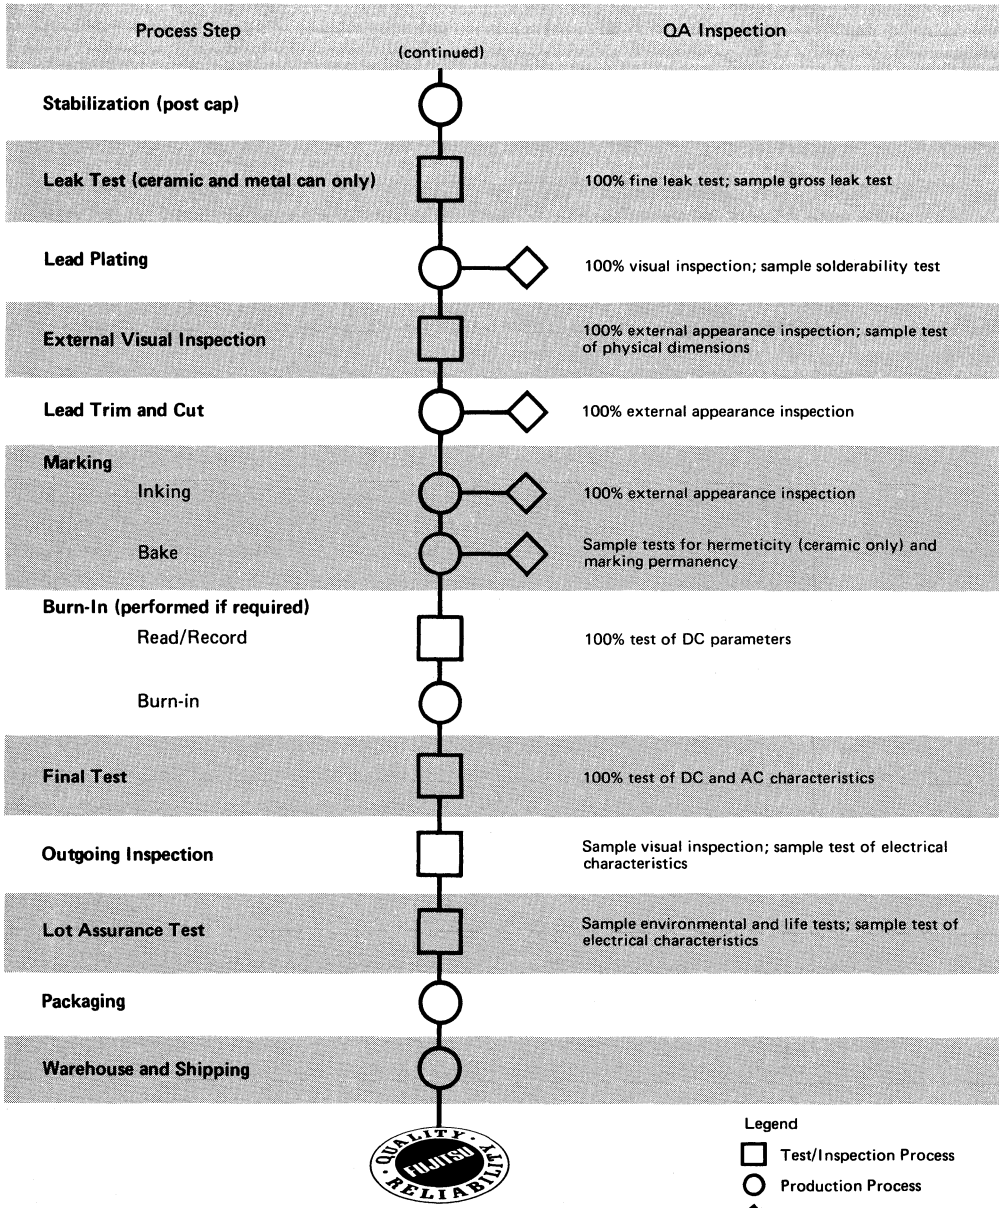 Process Step
(continued)
QA Inspection
Stabilization (post cap)
Leak Test (ceramic and metal can only)
100% fine leak test; sample gross leak test
Lead Plating
100% visual inspection; sample solderability test
External Visual Inspection
100% external appearance inspection; sample test
of physical dimensions
Lead Trim and Cut
100% external appearance inspection
Marking
Inking
100% external appearance inspection
Bake
Sample tests for hermeticity (ceramic only) and
marking permanency
Burn-In (performed if required)
Read/Record
100% test of DC parameters
Burn-in
Final Test
100% test of DC and AC characteristics
Outgoing Inspection
Sample visual inspection; sample test of electrical
characteristics
Lot Assurance Test
Sample environmental and life tests; sample test of
electrical characteristics
Packaging
Warehouse and Shipping
QUALITY
FUJITSU
RELIABILITY
Legend
Test/Inspection Process
Production Process